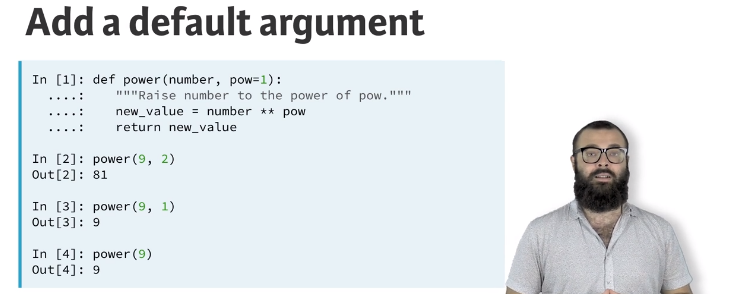 Add a default argument
In [1]: def power(number, pow=1):
....: """Raise number to the power of pow."""
....: new_value = number ** pow
....: return new_value
In [2]: power(9, 2)
Out[2]: 81
In [3]: power(9, 1)
Out[3]: 9
In [4]: power(9)
Out[4]: 9